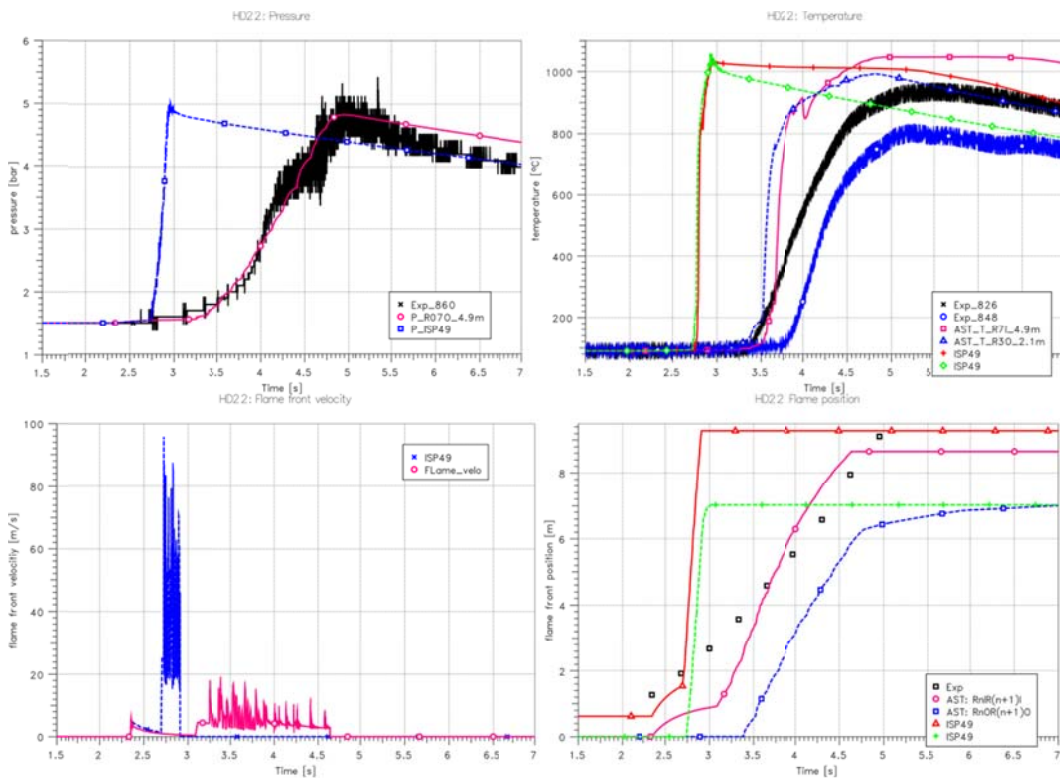 HD22: Pressure
pressure [bar]
6
5
4
3
2
1
1.5 2 2.5 3 3.5 4 4.5 5 5.5 6 6.5 7
Time [s]
Exp_860
P_R070_4.9m
P_ISP49
HD22: Temperature
temperature [ºC]
1000
800
600
400
200
1.5 2 2.5 3 3.5 4 4.5 5 5.5
Time [s]
Exp_826
Exp_848
AST_T_R7I_4.9m
AST_T_R30_2.1m
ISP49
ISP49
HD22: Flame front velocity
flame front velocitiy [m/s]
100
80
60
40
20
0
1.5 2 2.5 3 3.5 4 4.5 5 5.5 6 6.5 7
Time [s]
ISP49
FLame_velo
HD22 Flame position
flame front position [m]
8
6
4
2
0
1.5 2 2.5 3 3.5 4 4.5 5 5.5 6 6.5 7
Time [s]
Exp
AST: RnIR(n+1)I
AST: RnOR(n+1)O
ISP49
ISP49